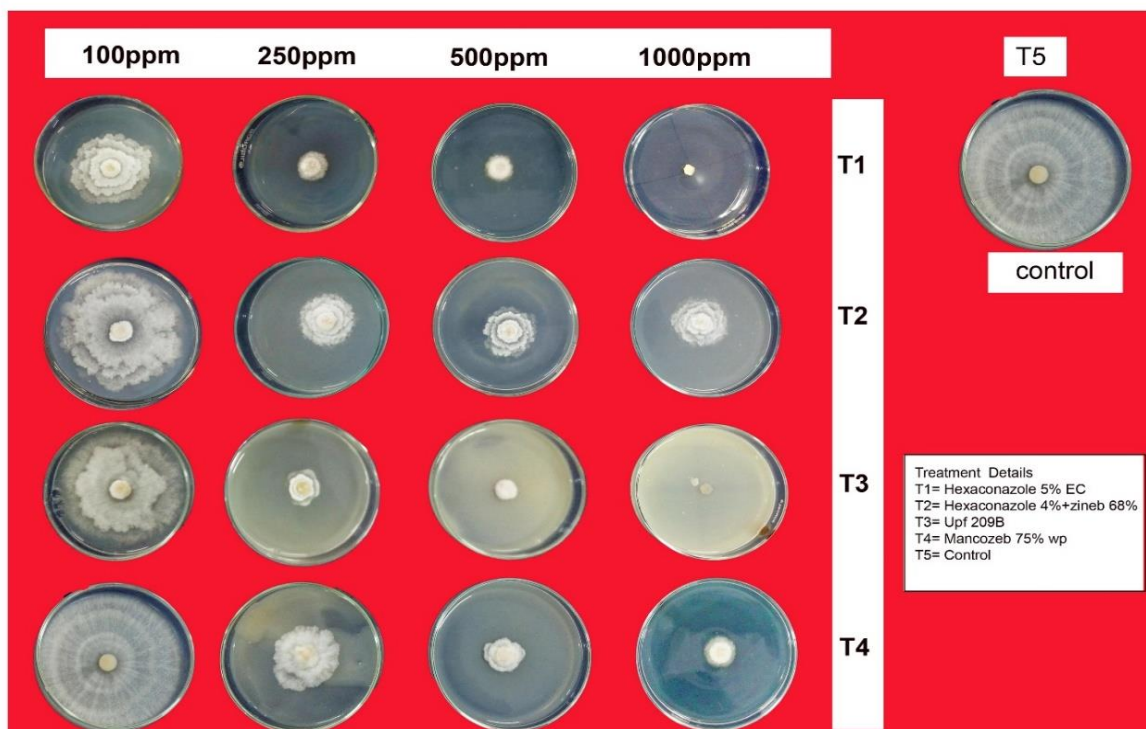 100ppm 250ppm 500ppm 1000ppm
T5
T1
control
T2
T3
Treatment Details
T1= Hexaconazole 5% EC
T2= Hexaconazole 4%+zineb 68%
T3= Upf 209B
T4= Mancozeb 75% wp
T5= Control
T4